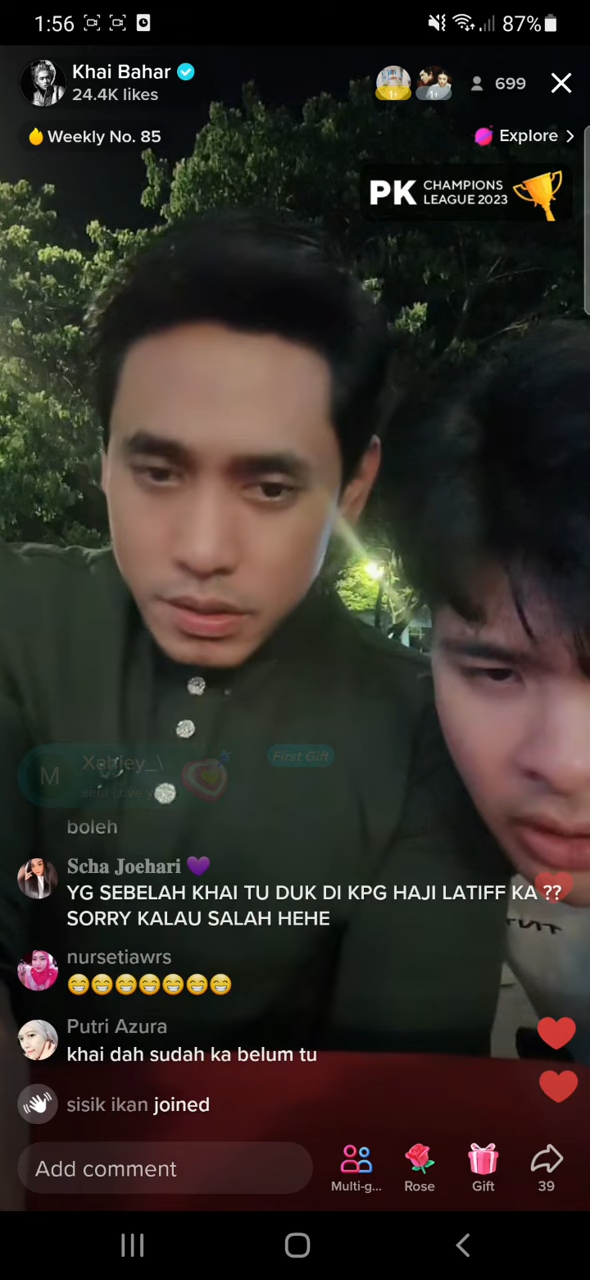 1:56
87%
Khai Bahar
24.4K likes
1+
1+
699
Weekly No. 85
Explore >
PK CHAMPIONS
LEAGUE 2023
M
First Gift
boleh
Scha Joehari 💜
YG SEBELAH KHAI TU DUK DI KPG HAJI LATIFF KA ??
SORRY KALAU SALAH HEHE
nursetiawrs
😁😁😁😁😁😁😁
Putri Azura
khai dah sudah ka belum tu
sisik ikan joined
Add comment
Multi-g...
Rose
Gift
39